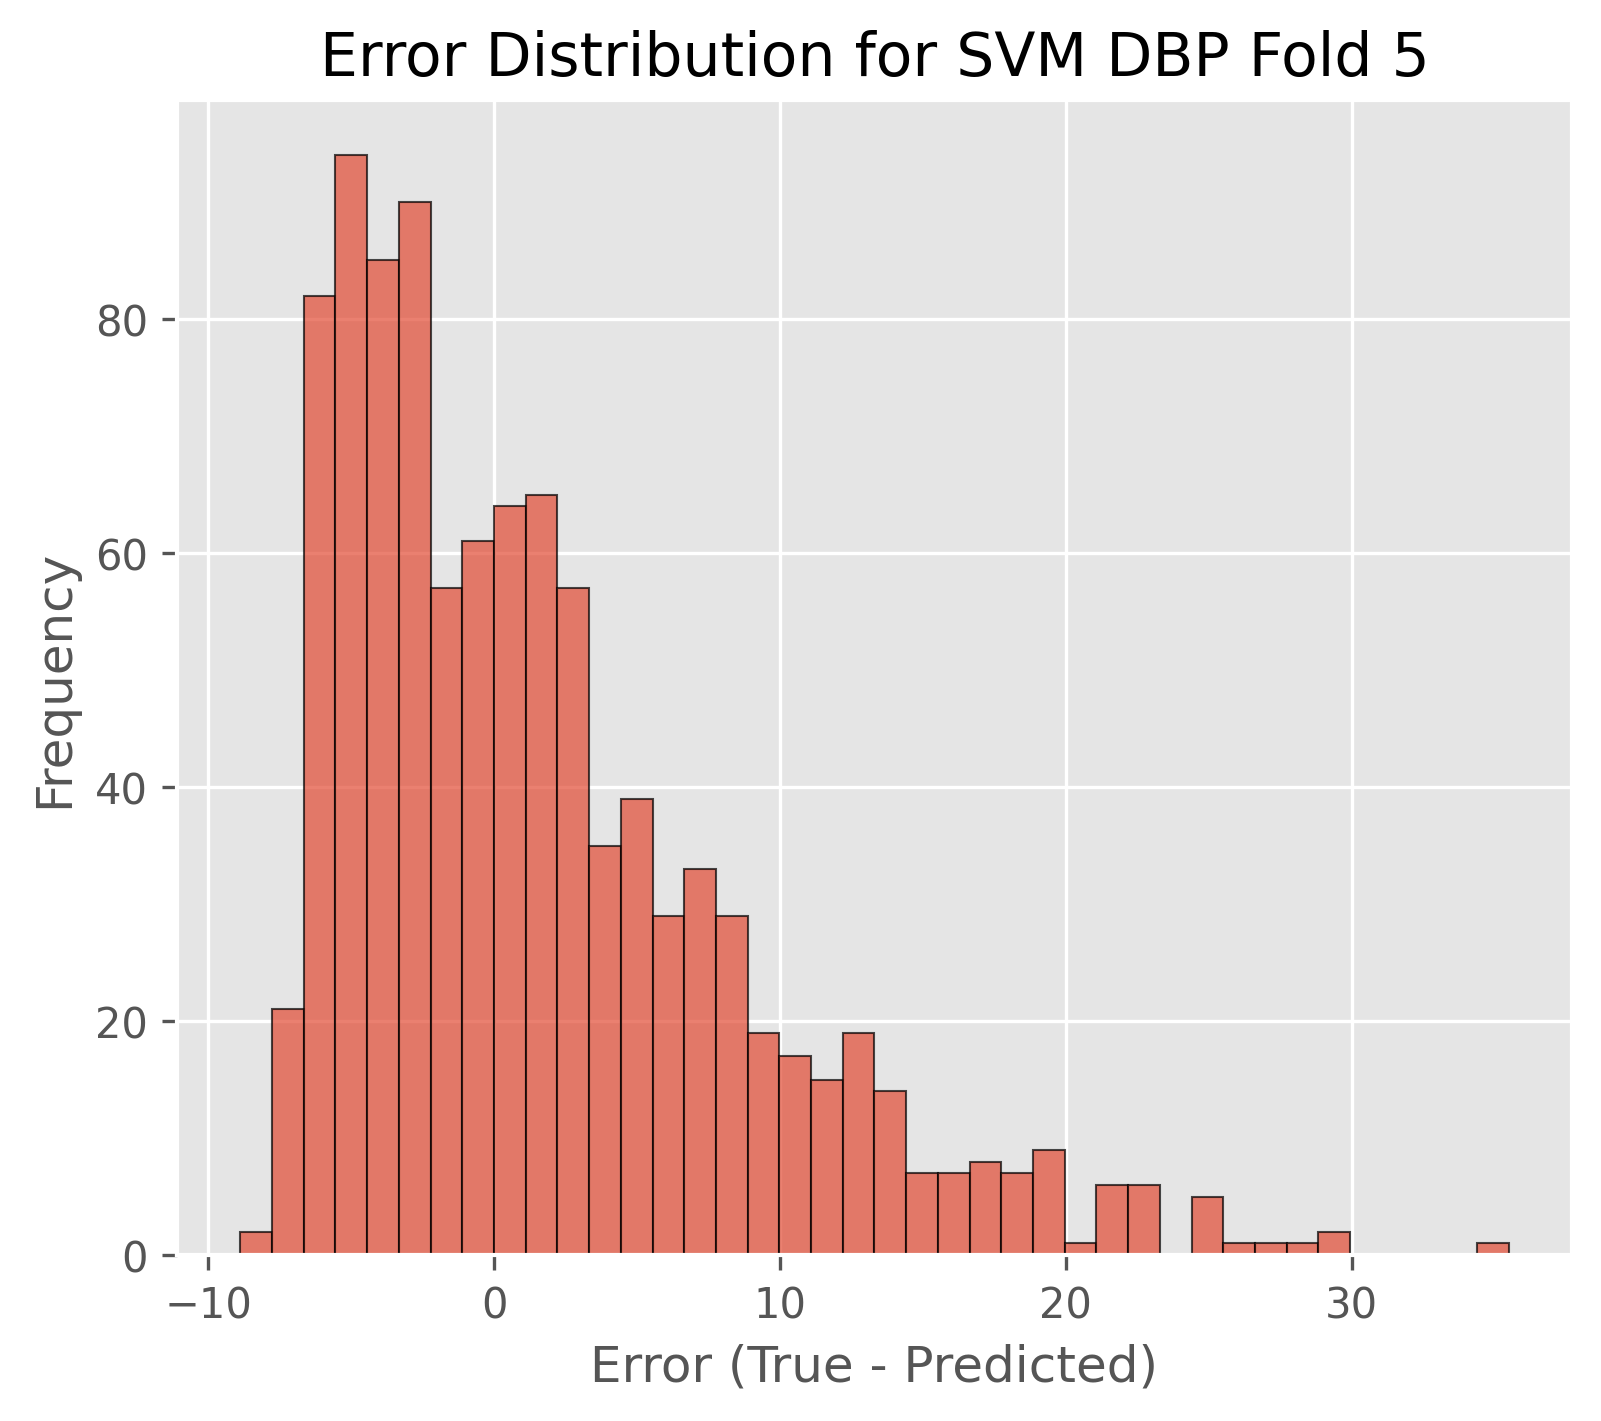 Error Distribution for SVM DBP Fold 5
Frequency
80
60
40
20
0
−10 0 10 20 30
Error (True - Predicted)